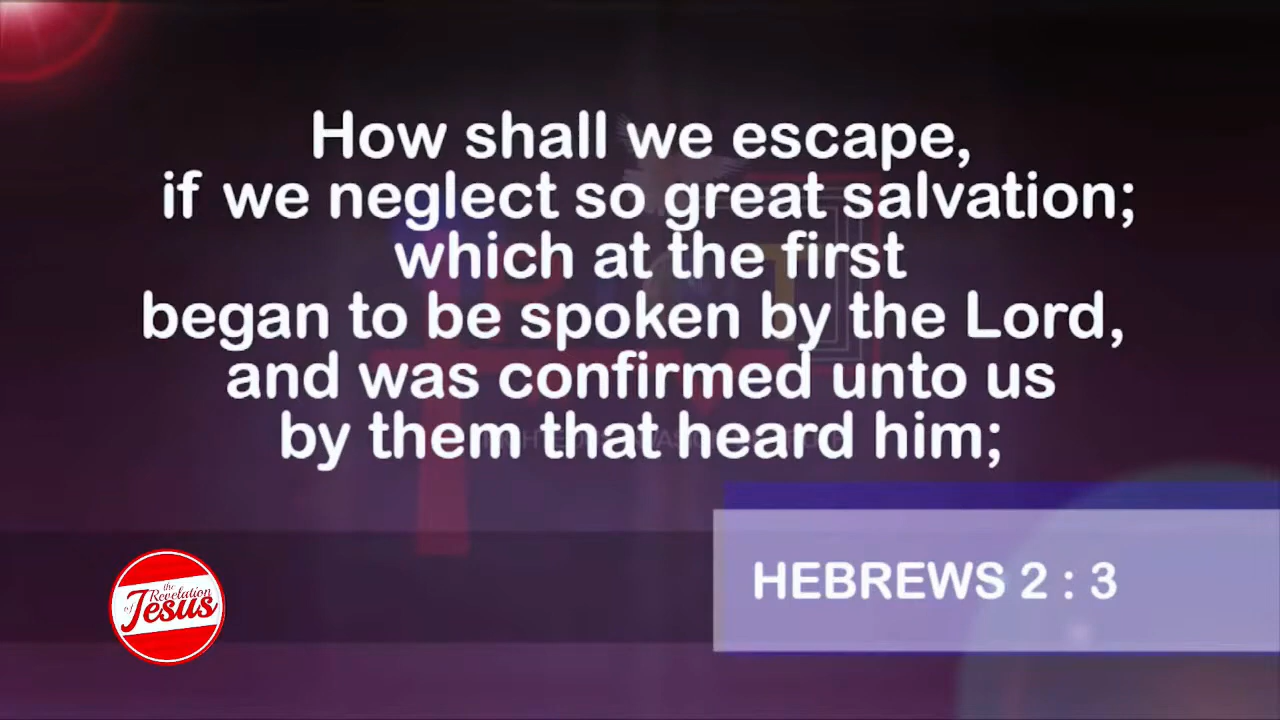 How shall we escape,
if we neglect so great salvation;
which at the first
began to be spoken by the Lord,
and was confirmed unto us
by them that heard him;
HEBREWS 2 : 3
the
Revelation
of Jesus